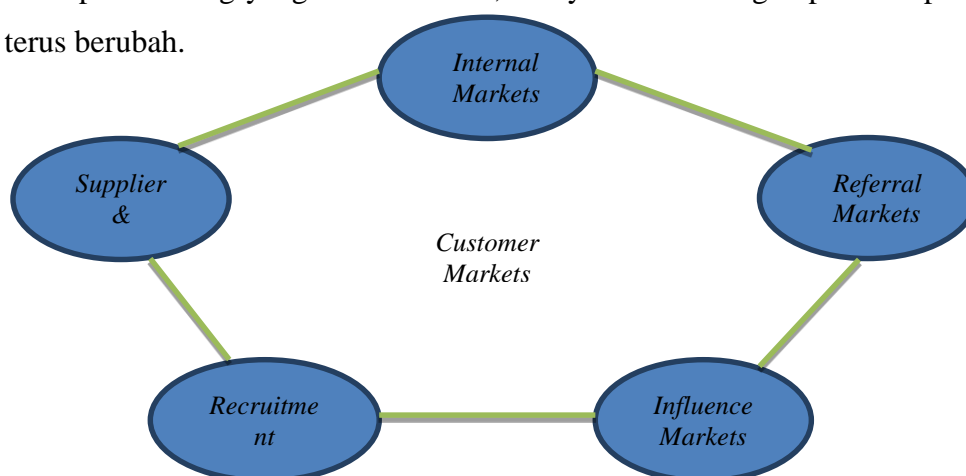 terus berubah.
Internal
Markets
Supplier
&
Referral
Markets
Customer
Markets
Recruitme
nt
Influence
Markets